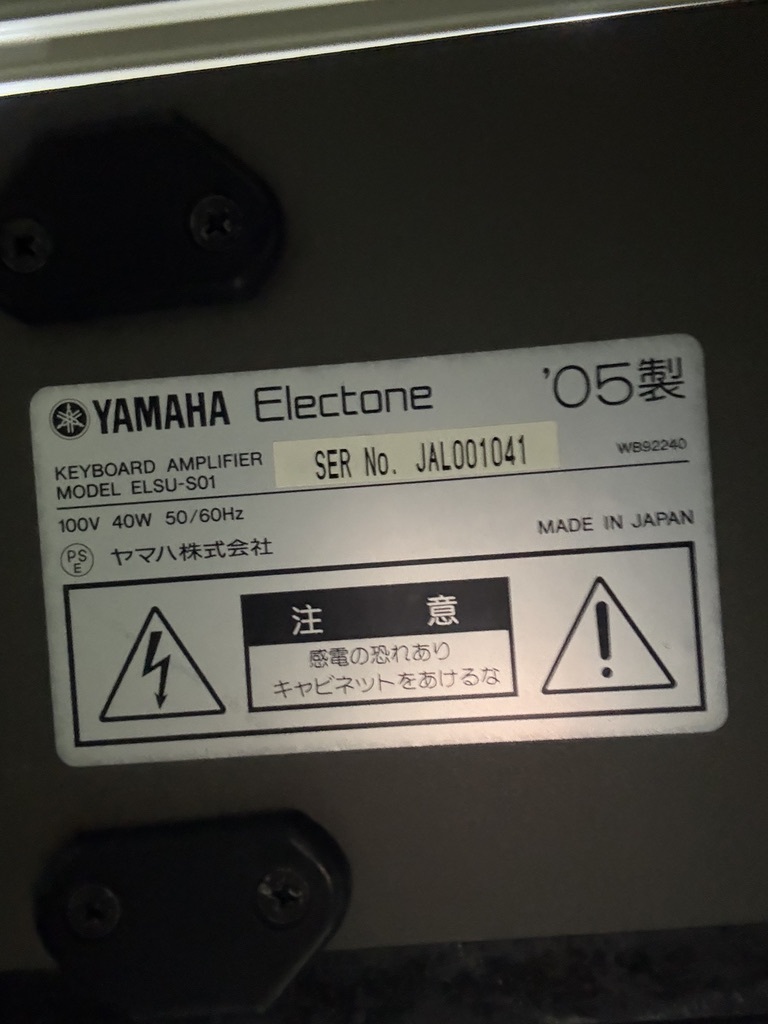 YAMAHA Electone '05製
KEYBOARD AMPLIFIER
MODEL ELSU-S01
SER No. JAL001041
WB92240
100V 40W 50/60Hz
MADE IN JAPAN
PSE ヤマハ株式会社
注意
感電の恐れあり
キャビネットをあけるな